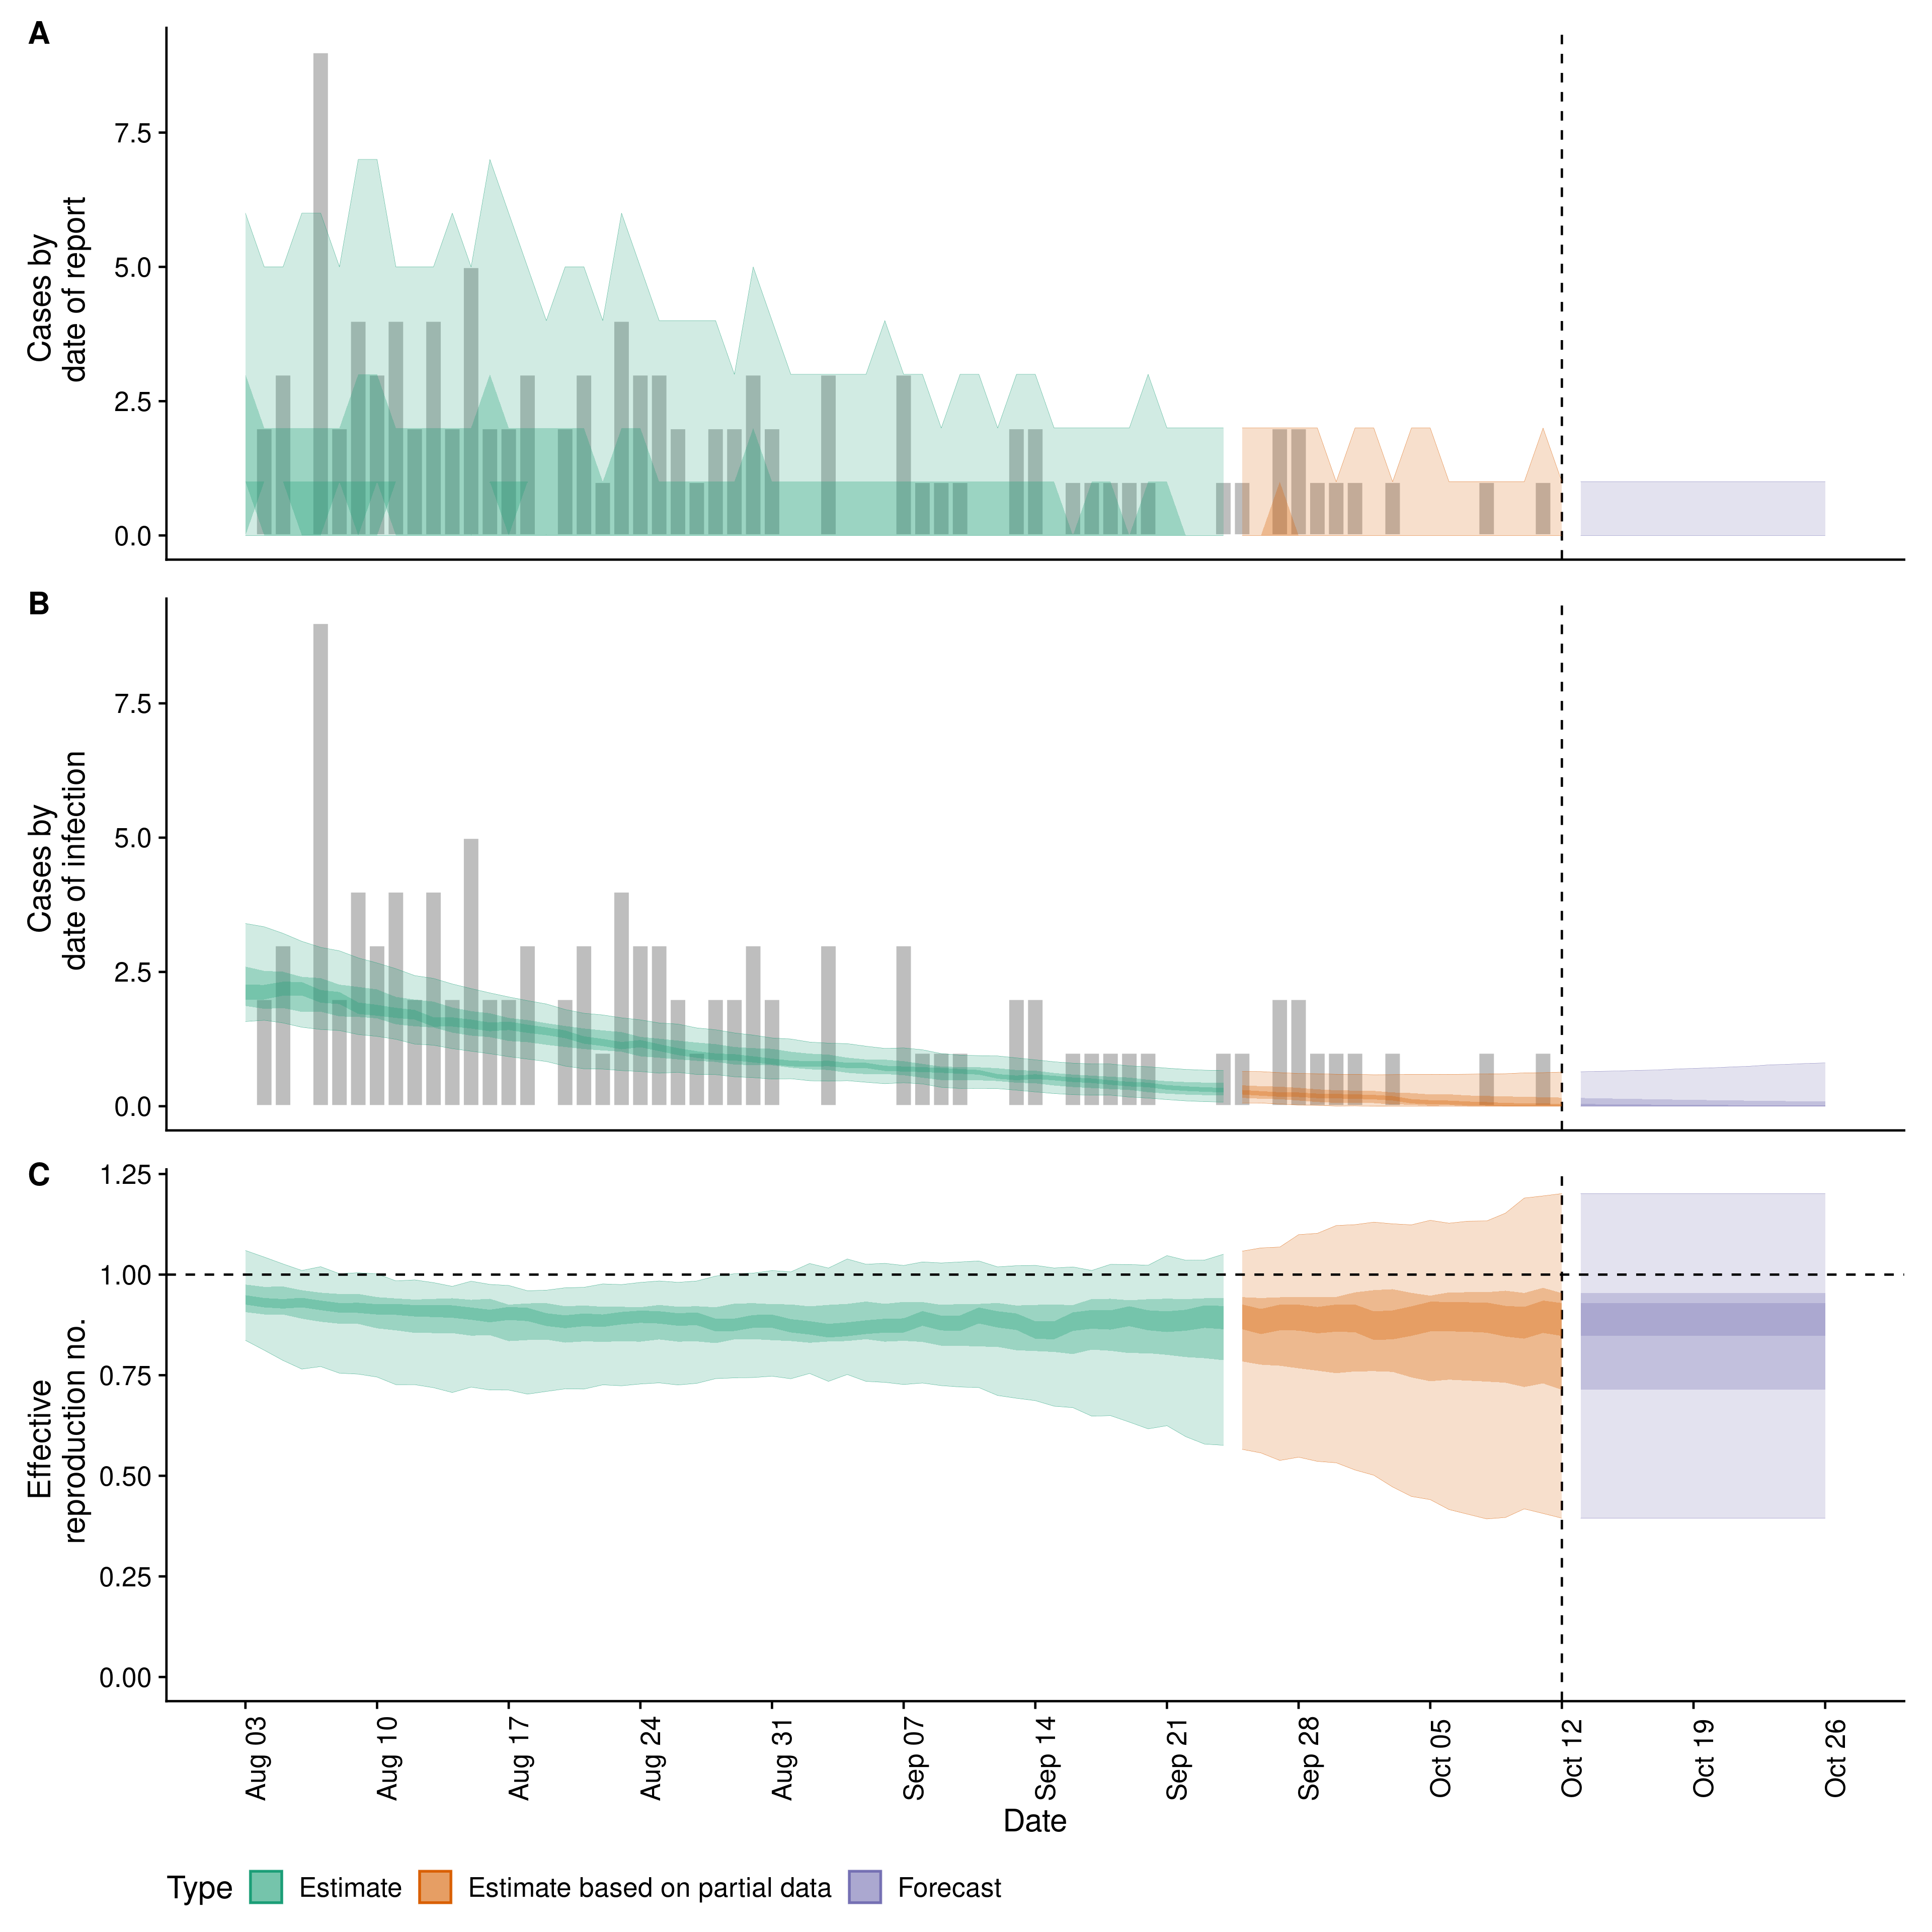 A
7.5
5.0
2.5
0.0
Cases by
date of report
B
7.5
5.0
2.5
0.0
Cases by
date of infection
C
1.25
1.00
0.75
0.50
0.25
0.00
Effective
reproduction no.
Aug 03
Aug 10
Aug 17
Aug 24
Aug 31
Sep 07
Sep 14
Sep 21
Sep 28
Oct 05
Oct 12
Oct 19
Oct 26
Date
Type Estimate Estimate based on partial data Forecast